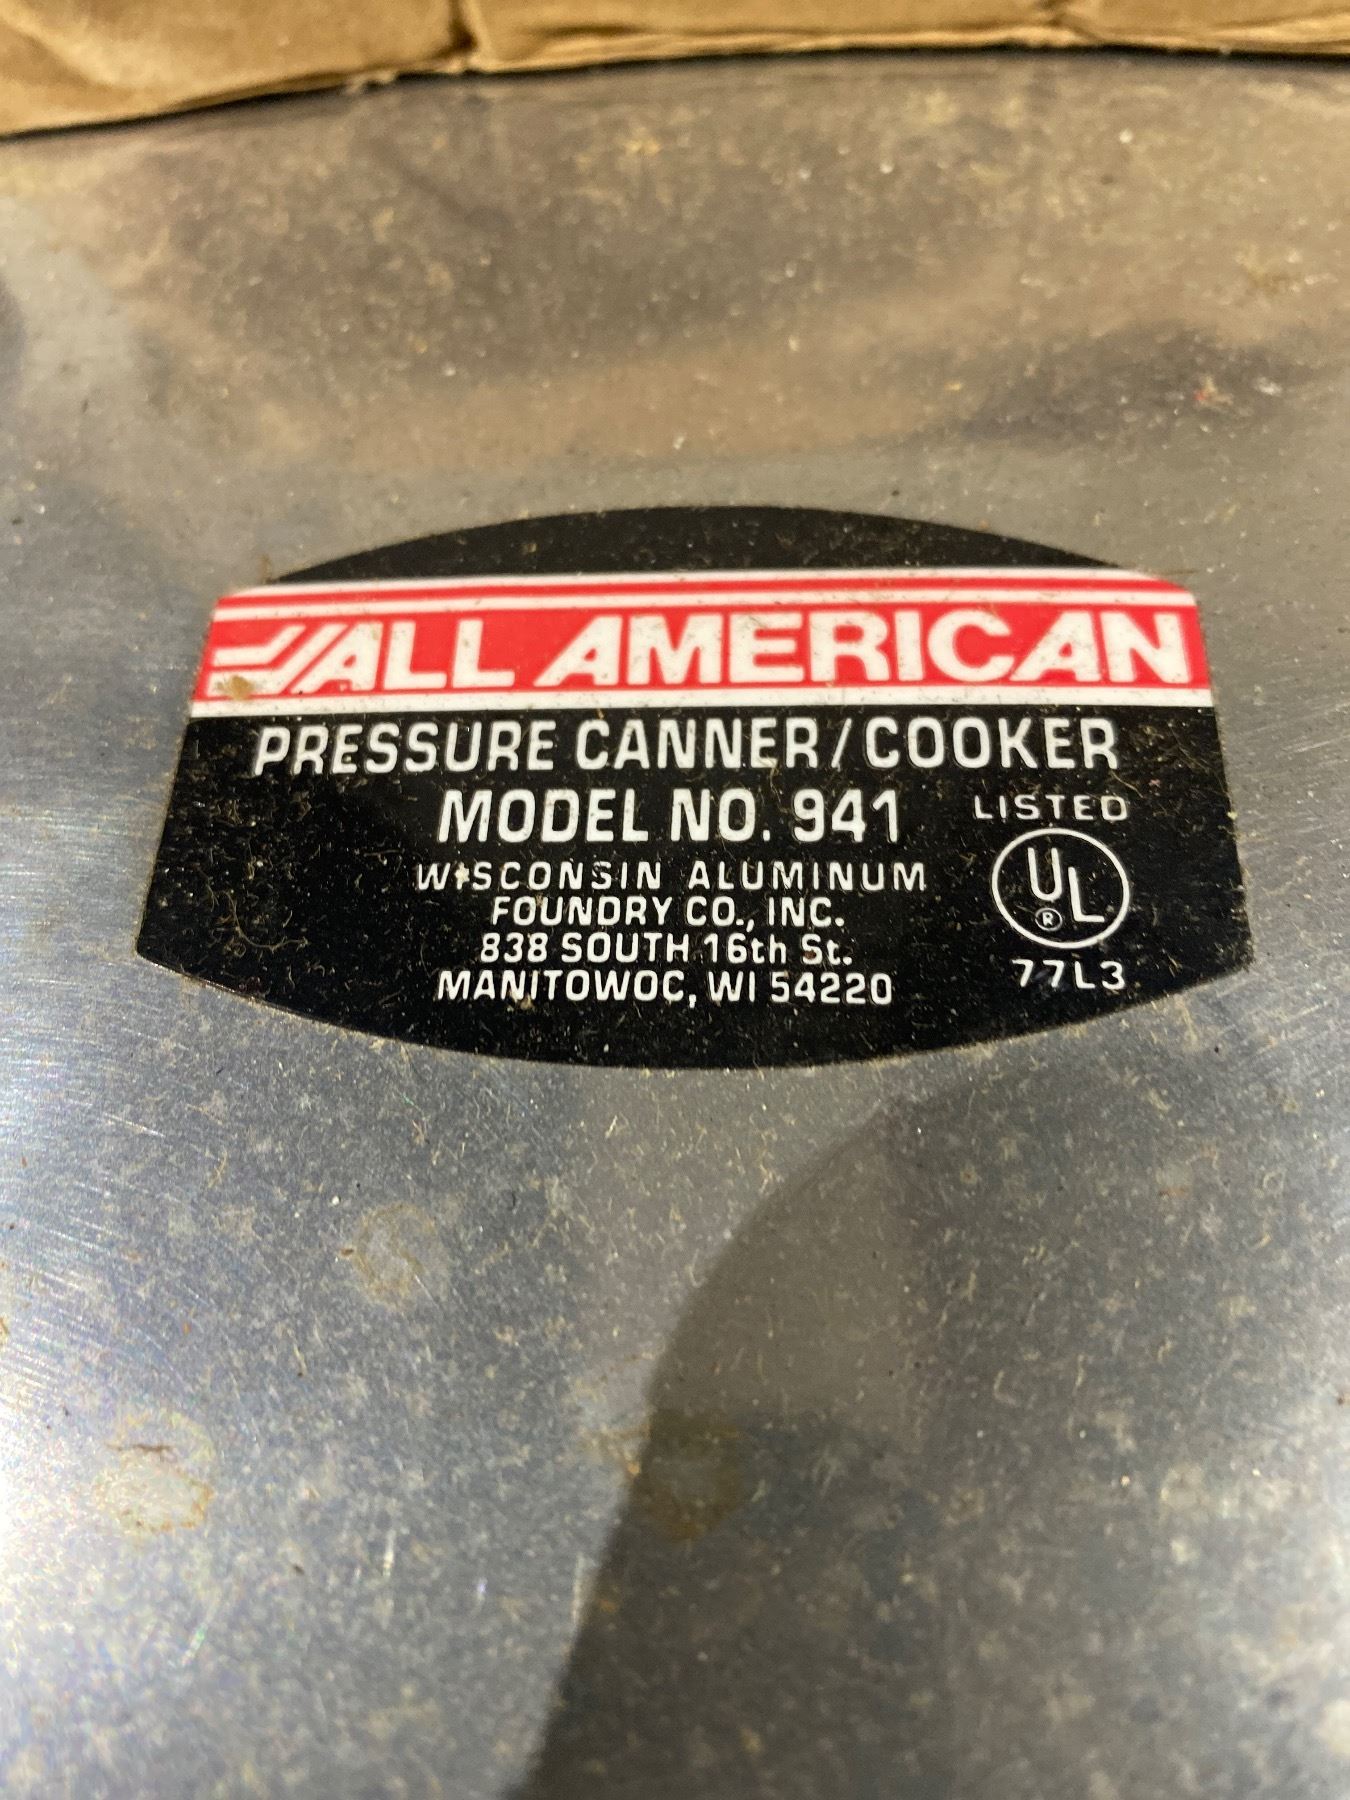 ALL AMERICAN
PRESSURE CANNER/COOKER
MODEL NO. 941
WISCONSIN ALUMINUM
FOUNDRY CO., INC.
838 SOUTH 16th St.
MANITOWOC, WI 54220
LISTED
UL
®
77L3